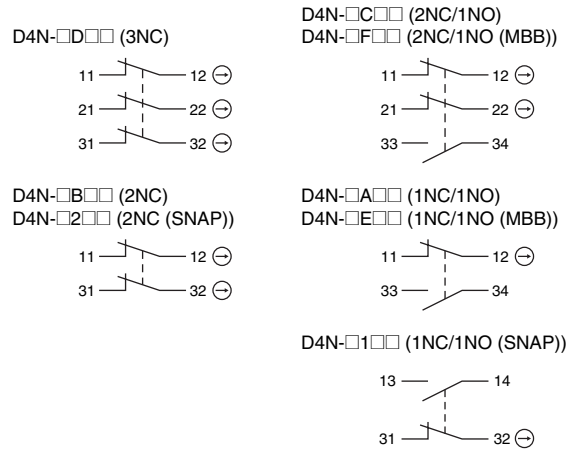 D4N-□D□□ (3NC)
11 12
21 22
31 32
D4N-□C□□ (2NC/1NO)
D4N-□F□□ (2NC/1NO (MBB))
11 12
21 22
33 34
D4N-□B□□ (2NC)
D4N-□2□□ (2NC (SNAP))
11 12
31 32
D4N-□A□□ (1NC/1NO)
D4N-□E□□ (1NC/1NO (MBB))
11 12
33 34
D4N-□1□□ (1NC/1NO (SNAP))
13 14
31 32